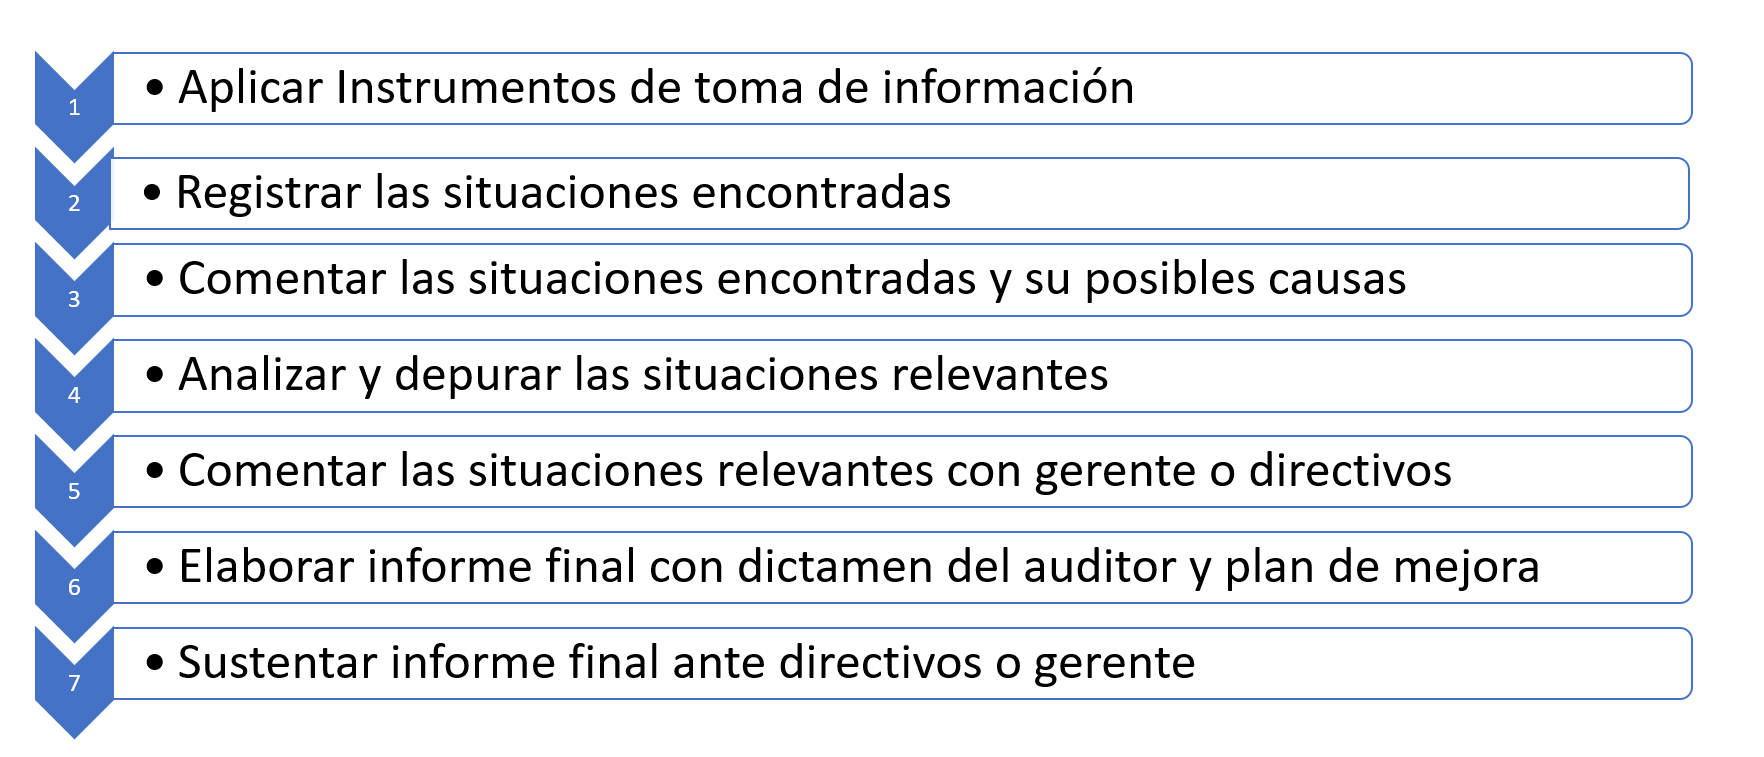 1
• Aplicar Instrumentos de toma de información
2
• Registrar las situaciones encontradas
3
• Comentar las situaciones encontradas y su posibles causas
4
• Analizar y depurar las situaciones relevantes
5
• Comentar las situaciones relevantes con gerente o directivos
6
• Elaborar informe final con dictamen del auditor y plan de mejora
7
• Sustentar informe final ante directivos o gerente